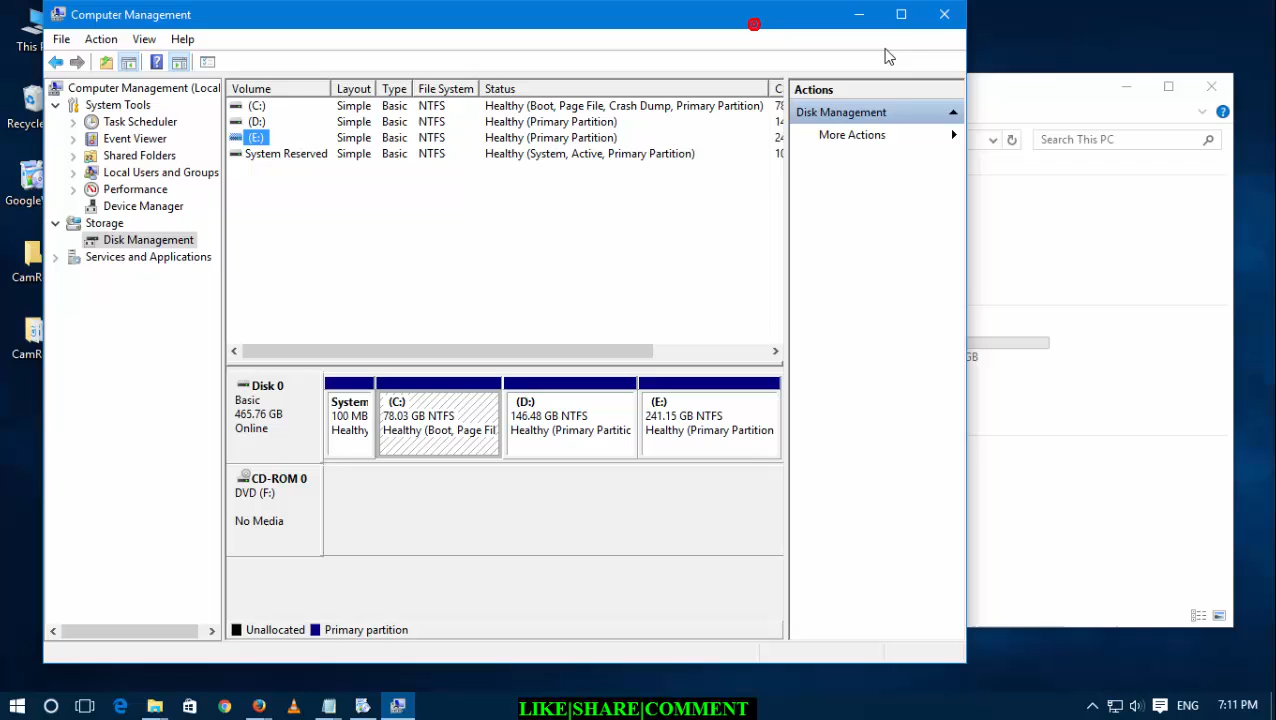 Computer Management
This P
File Action View Help
Computer Management (Local
System Tools
Task Scheduler
Event Viewer
Shared Folders
Local Users and Groups
Performance
Device Manager
Storage
Disk Management
Services and Applications
Volume Layout Type File System Status C
(C:) Simple Basic NTFS Healthy (Boot, Page File, Crash Dump, Primary Partition) 78
(D:) Simple Basic NTFS Healthy (Primary Partition) 14
(E:) Simple Basic NTFS Healthy (Primary Partition) 24
System Reserved Simple Basic NTFS Healthy (System, Active, Primary Partition) 10
Actions
Disk Management
More Actions
Search This PC
GB
Recycle
Google
CamR
CamR
Disk 0
Basic
465.76 GB
Online
System
100 MB
Healthy
(C:)
78.03 GB NTFS
Healthy (Boot, Page Fil
(D:)
146.48 GB NTFS
Healthy (Primary Partitic
(E:)
241.15 GB NTFS
Healthy (Primary Partition
CD-ROM 0
DVD (F:)
No Media
Unallocated Primary partition
LIKE|SHARE|COMMENT
ENG 7:11 PM